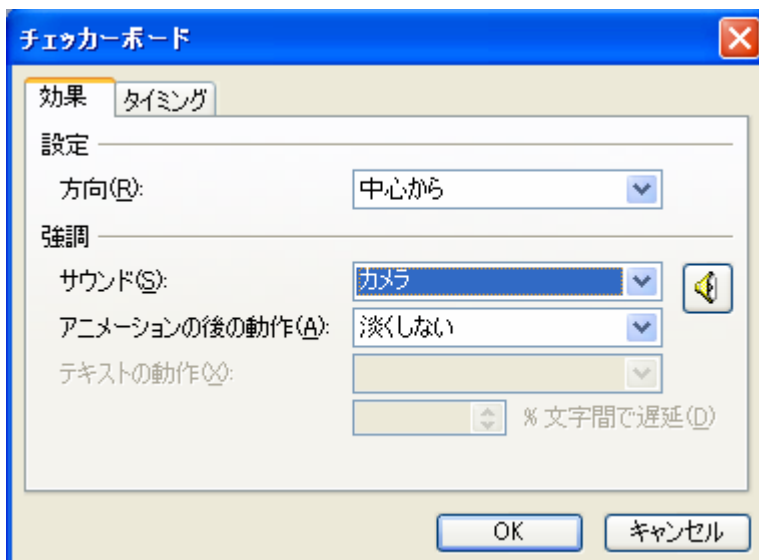 チェッカーボード
効果 タイミング
設定
方向(R): 中心から
強調
サウンド(S): カメラ
アニメーションの後の動作(A): 淡くしない
テキストの動作(X):
% 文字間で遅延(D)
OK キャンセル